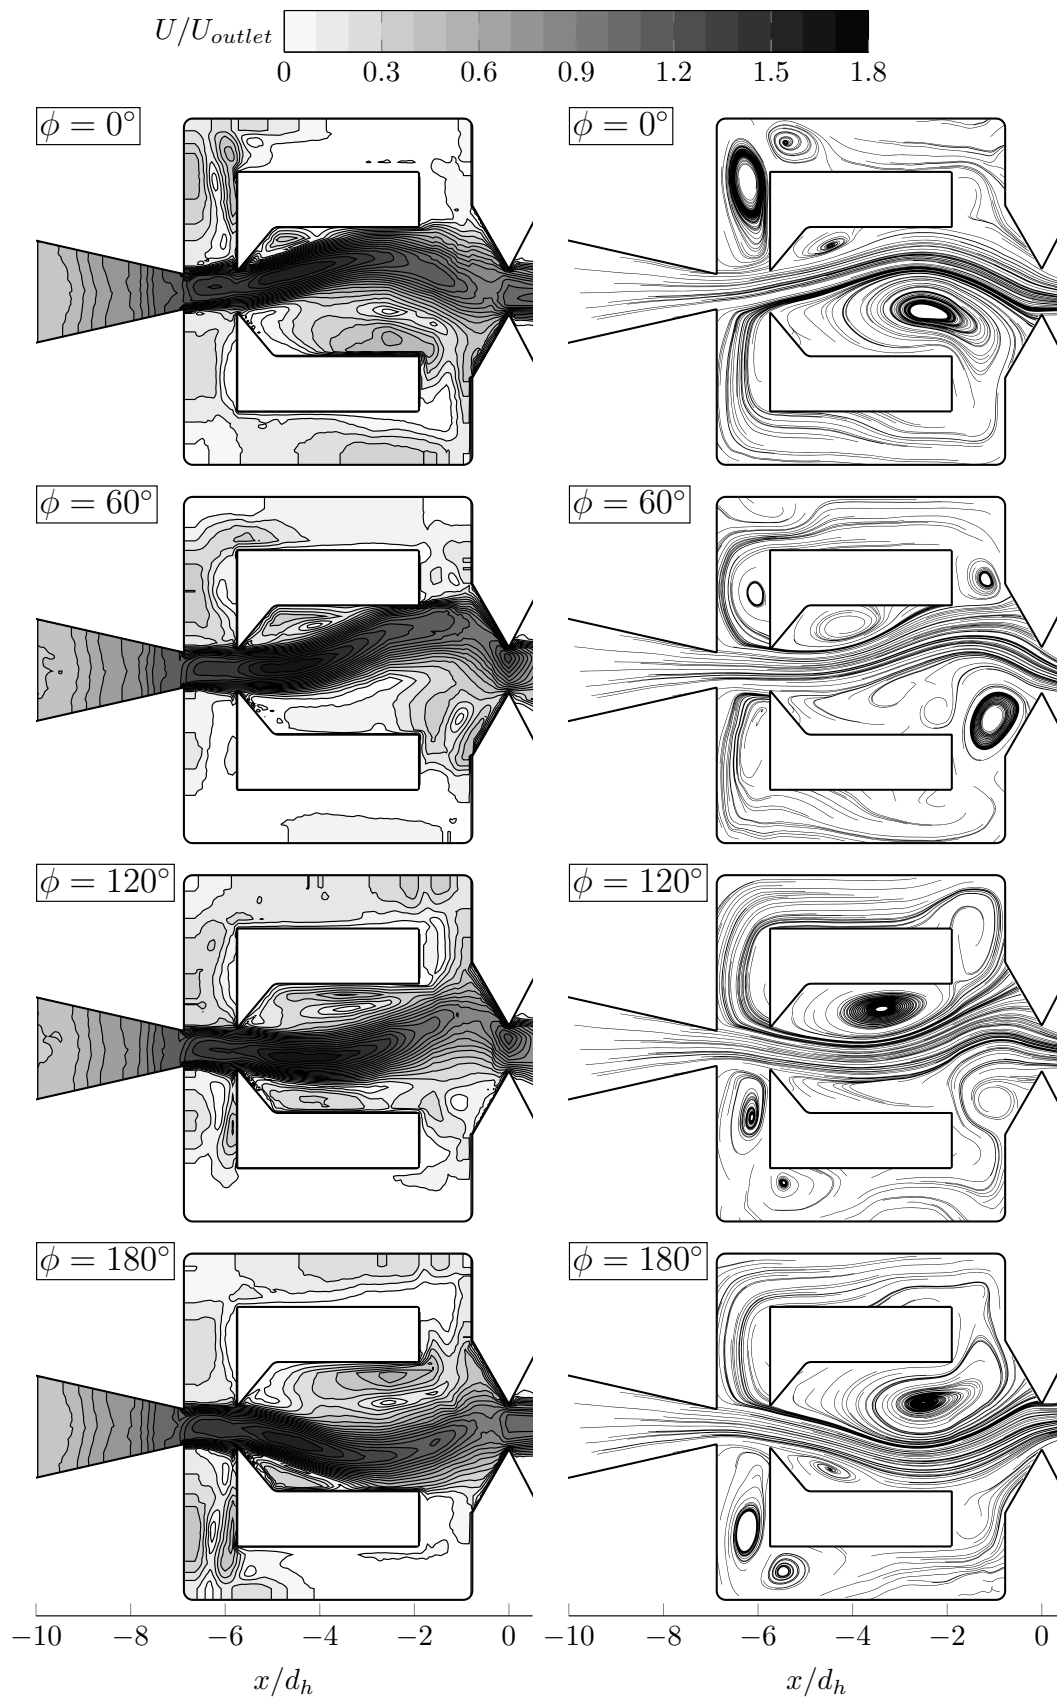 U/U_outlet
0 0.3 0.6 0.9 1.2 1.5 1.8
ϕ = 0° ϕ = 0°
ϕ = 60° ϕ = 60°
ϕ = 120° ϕ = 120°
ϕ = 180° ϕ = 180°
−10 −8 −6 −4 −2 0 −10 −8 −6 −4 −2 0
x/d_h x/d_h